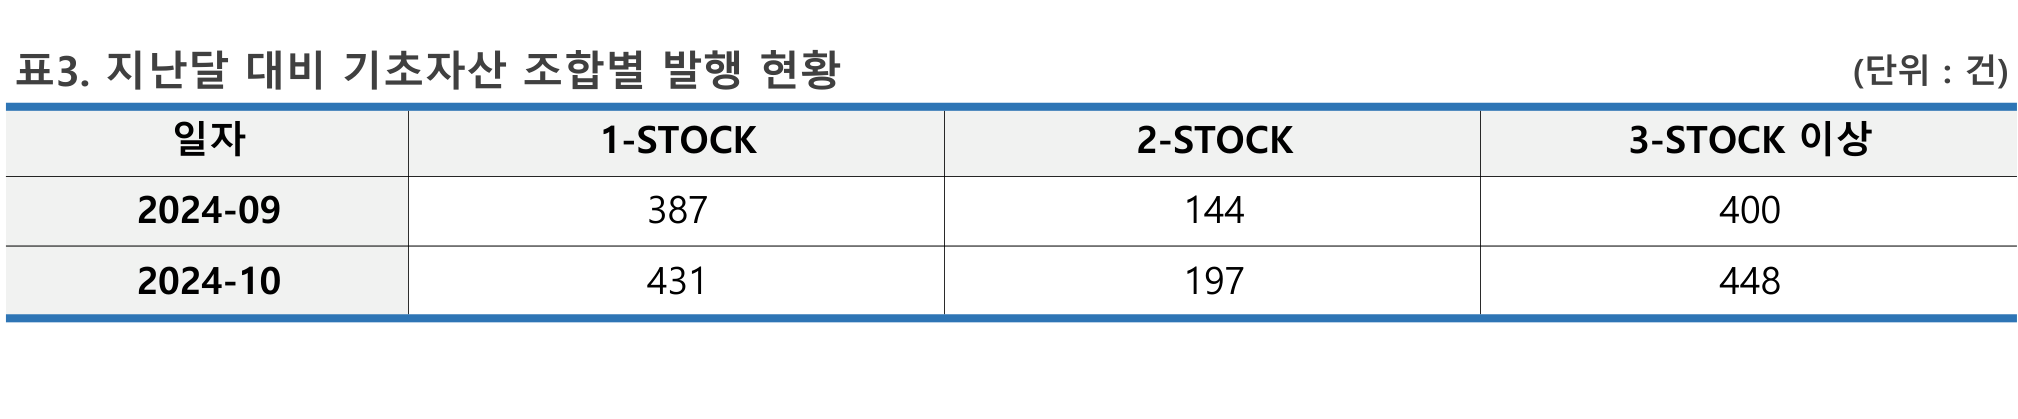 표3. 지난달 대비 기초자산 조합별 발행 현황 (단위 : 건)
일자 1-STOCK 2-STOCK 3-STOCK 이상
2024-09 387 144 400
2024-10 431 197 448